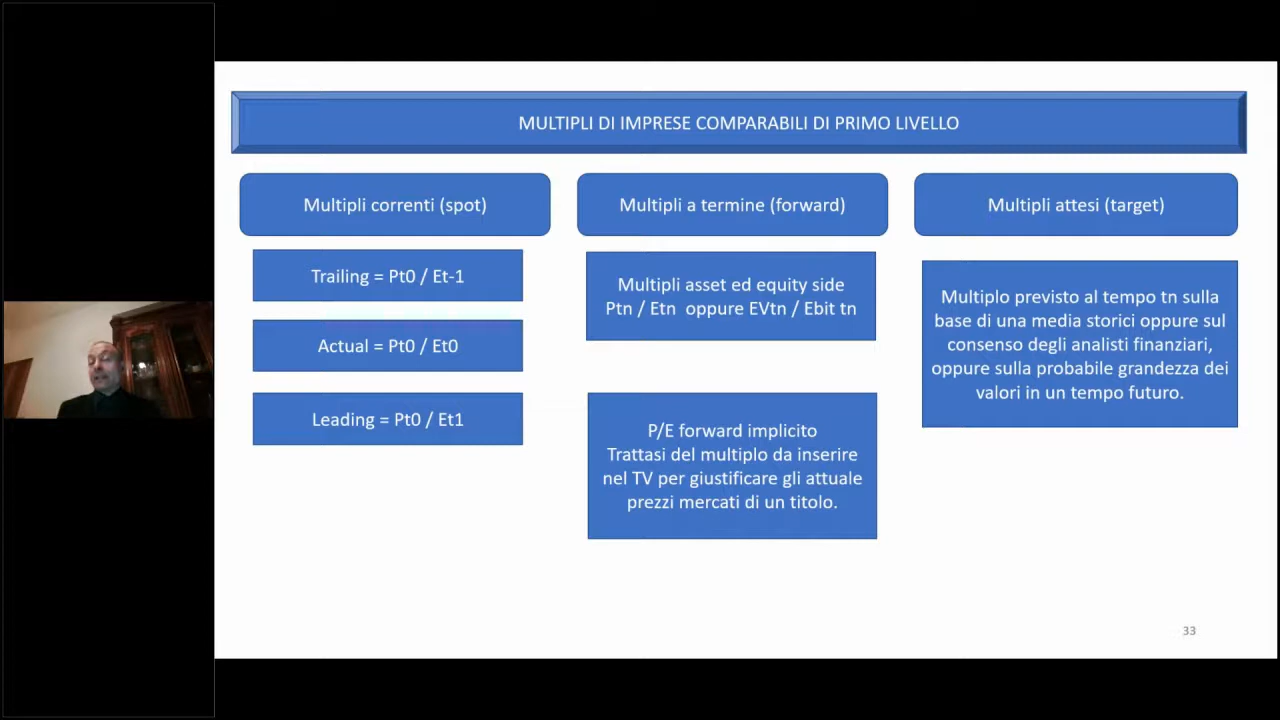 MULTIPLI DI IMPRESE COMPARABILI DI PRIMO LIVELLO
Multipli correnti (spot)
Trailing = Pt0 / Et-1
Actual = Pt0 / Et0
Leading = Pt0 / Et1
Multipli a termine (forward)
Multipli asset ed equity side
Ptn / Etn oppure EVtn / Ebit tn
P/E forward implicito
Trattasi del multiplo da inserire
nel TV per giustificare gli attuale
prezzi mercati di un titolo.
Multipli attesi (target)
Multiplo previsto al tempo tn sulla
base di una media storici oppure sul
consenso degli analisti finanziari,
oppure sulla probabile grandezza dei
valori in un tempo futuro.
33